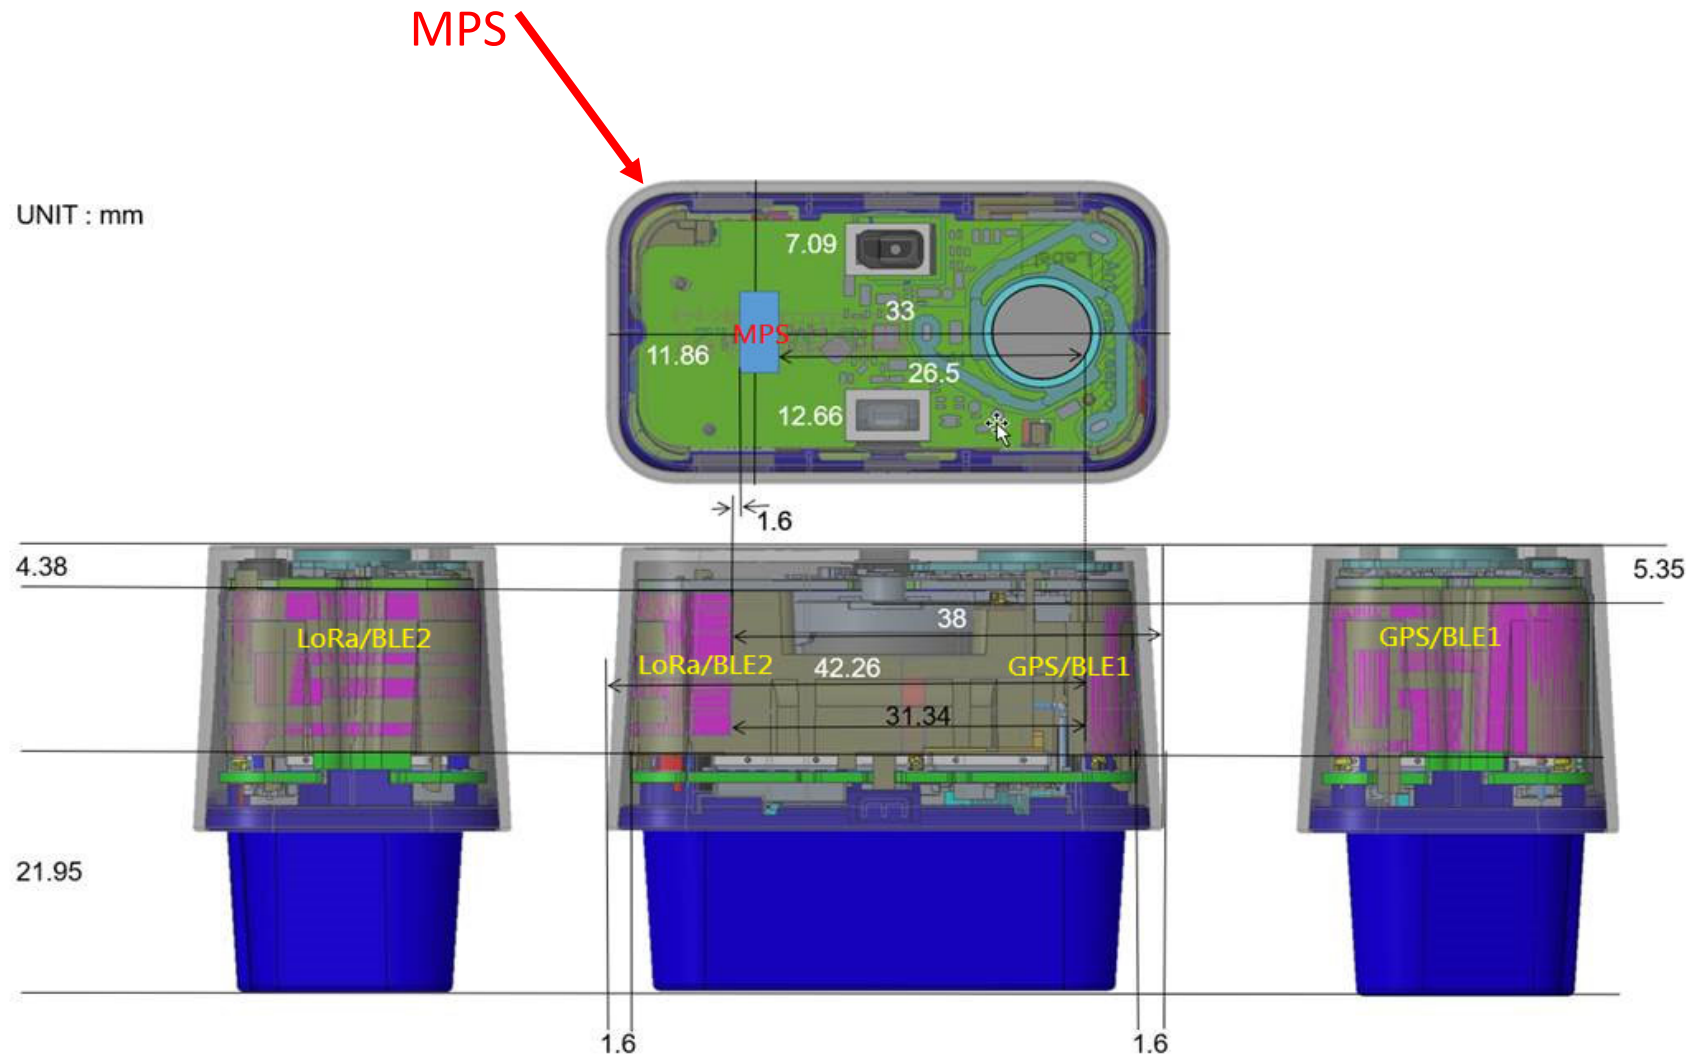 MPS
UNIT : mm
7.09
33
MPS
11.86
26.5
12.66
1.6
4.38
5.35
38
LoRa/BLE2
LoRa/BLE2
42.26
GPS/BLE1
GPS/BLE1
31.34
21.95
1.6
1.6